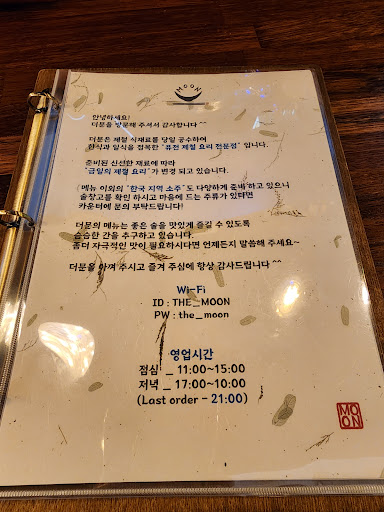 MOON
안녕하세요!
더문을 방문해 주셔서 감사합니다 ^^
더문은 제철 식재료를 당일 공수하여
한식과 일식을 접목한 "퓨전 제철 요리 전문점" 입니다.
준비된 신선한 재료에 따라
"금일의 제철 요리"가 변경 되고 있습니다.
'메뉴 이외의 '한국 지역 소주'도 다양하게 준비'하고 있으니
술창고를 확인 하시고 마음에 드는 주류가 있다면
카운터에 문의 부탁드립니다!
더문의 메뉴는 좋은 술을 맛있게 즐길 수 있도록
슴슴한 간을 추구하고 있습니다.
좀더 자극적인 맛이 필요하시다면 언제든지 말씀해 주세요~
더문을 아껴 주시고 즐겨 주심에 항상 감사드립니다 ^^
Wi-Fi
ID : THE_MOON
PW : the_moon
영업시간
점심 _ 11:00~15:00
저녁 _ 17:00~10:00
(Last order - 21:00)
MO
ON